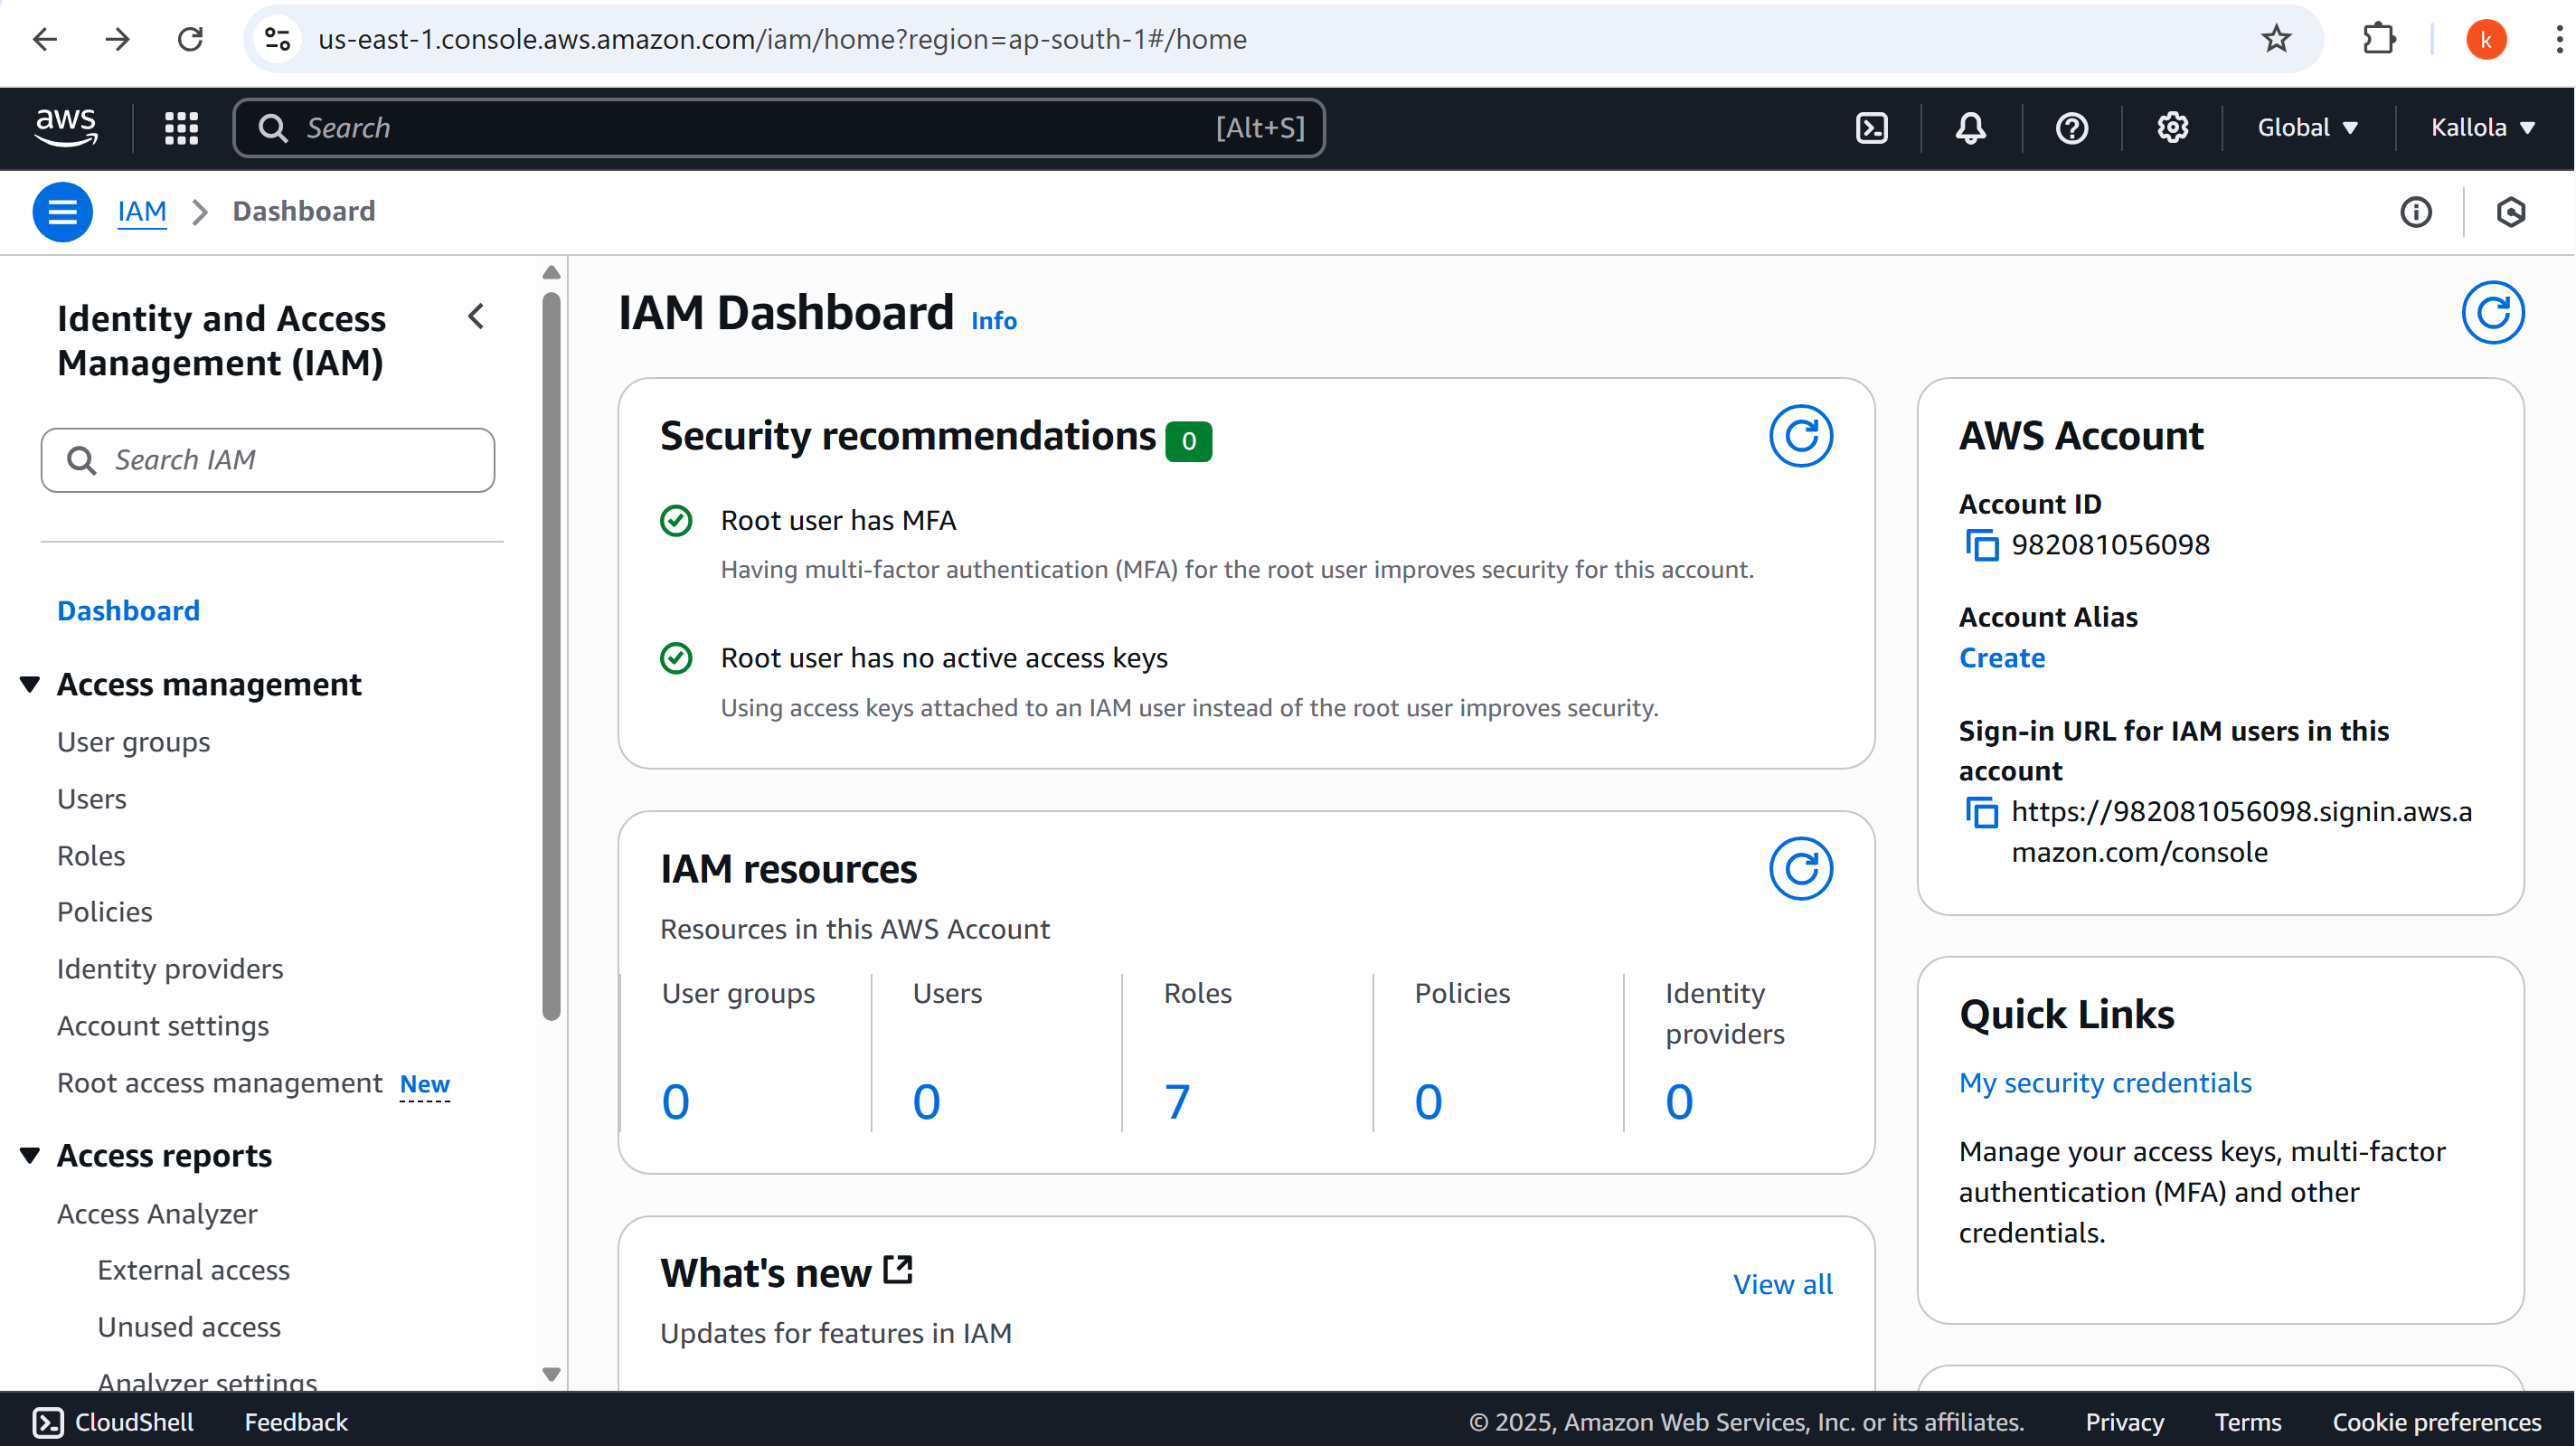 us-east-1.console.aws.amazon.com/iam/home?region=ap-south-1#/home
k
aws
Search
[Alt+S]
Global
Kallola
IAM
Dashboard
Identity and Access
Management (IAM)
Search IAM
Dashboard
Access management
User groups
Users
Roles
Policies
Identity providers
Account settings
Root access management New
Access reports
Access Analyzer
External access
Unused access
Analyzer settings
IAM Dashboard Info
Security recommendations 0
Root user has MFA
Having multi-factor authentication (MFA) for the root user improves security for this account.
Root user has no active access keys
Using access keys attached to an IAM user instead of the root user improves security.
IAM resources
Resources in this AWS Account
User groups
0
Users
0
Roles
7
Policies
0
Identity
providers
0
What's new
View all
Updates for features in IAM
AWS Account
Account ID
982081056098
Account Alias
Create
Sign-in URL for IAM users in this
account
https://982081056098.signin.aws.a
mazon.com/console
Quick Links
My security credentials
Manage your access keys, multi-factor
authentication (MFA) and other
credentials.
CloudShell
Feedback
© 2025, Amazon Web Services, Inc. or its affiliates.
Privacy
Terms
Cookie preferences